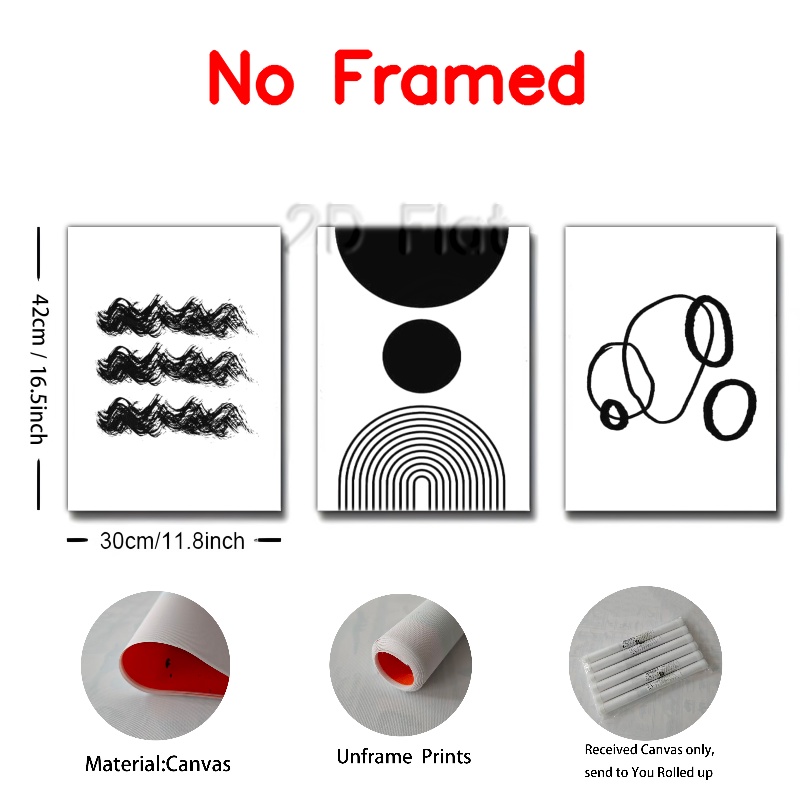 No Framed
2D Flat
42cm / 16.5inch
30cm/11.8inch
Material:Canvas
Unframe Prints
Received Canvas only,
send to You Rolled up